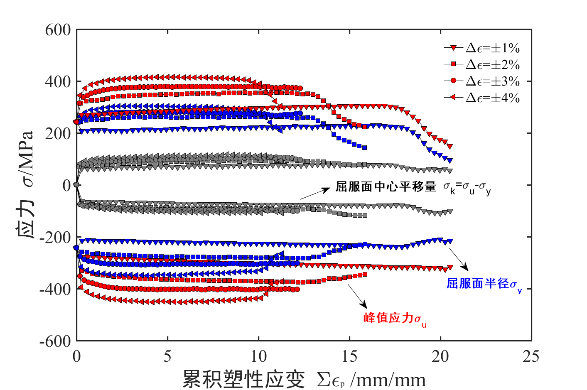 600
400
200
0
-200
-400
-600
应力 σ/MPa
Δϵ=±1%
Δϵ=±2%
Δϵ=±3%
Δϵ=±4%
屈服面中心平移量 σk=σu-σy
屈服面半径σy
峰值应力σu
0 5 10 15 20 25
累积塑性应变 Σϵp /mm/mm